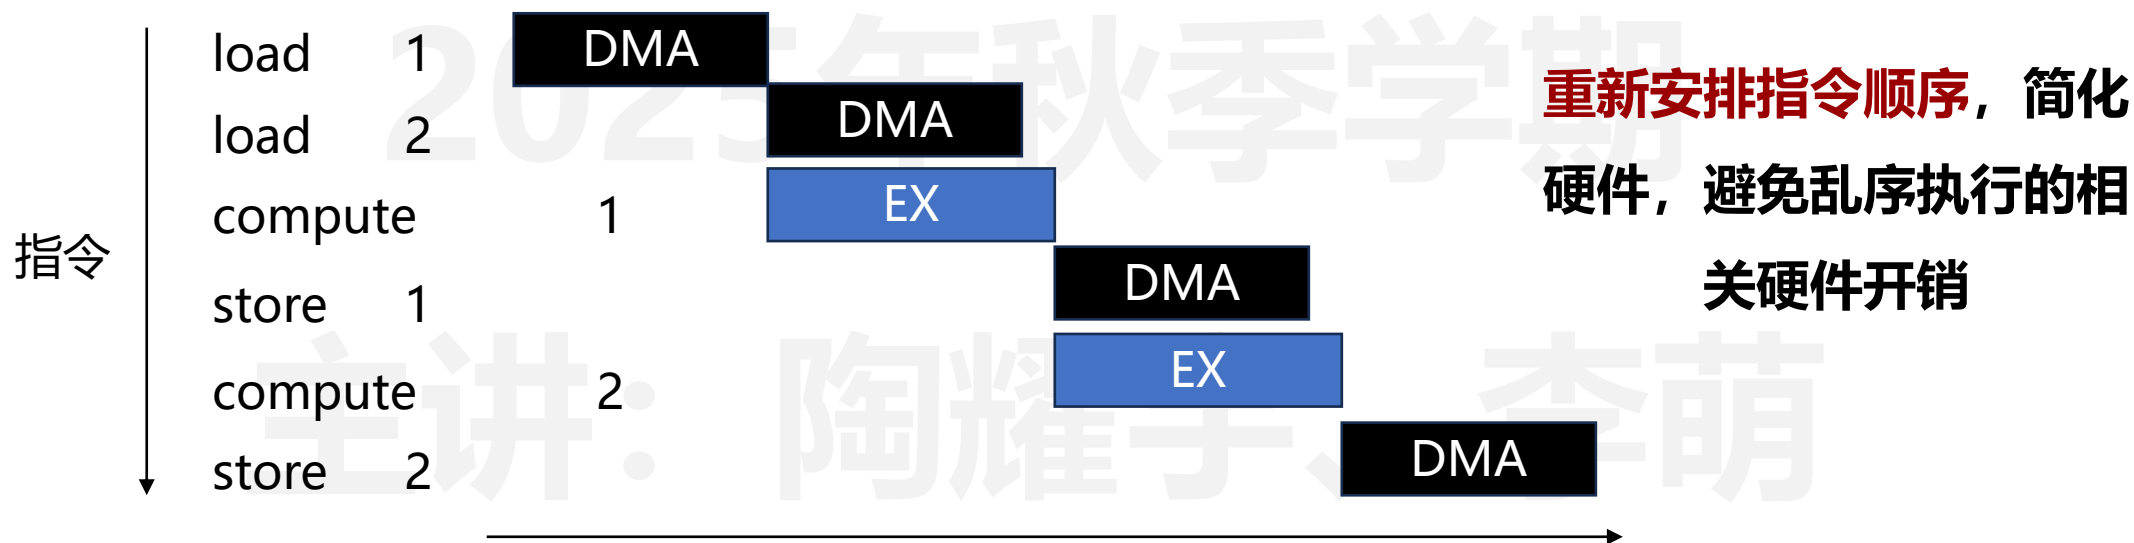 load 1 DMA
load 2 DMA
compute 1 EX
store 1 DMA
compute 2 EX
store 2 DMA
指令
重新安排指令顺序，简化
硬件，避免乱序执行的相
关硬件开销
2025年秋季学期
主讲：陶耀宇、李萌